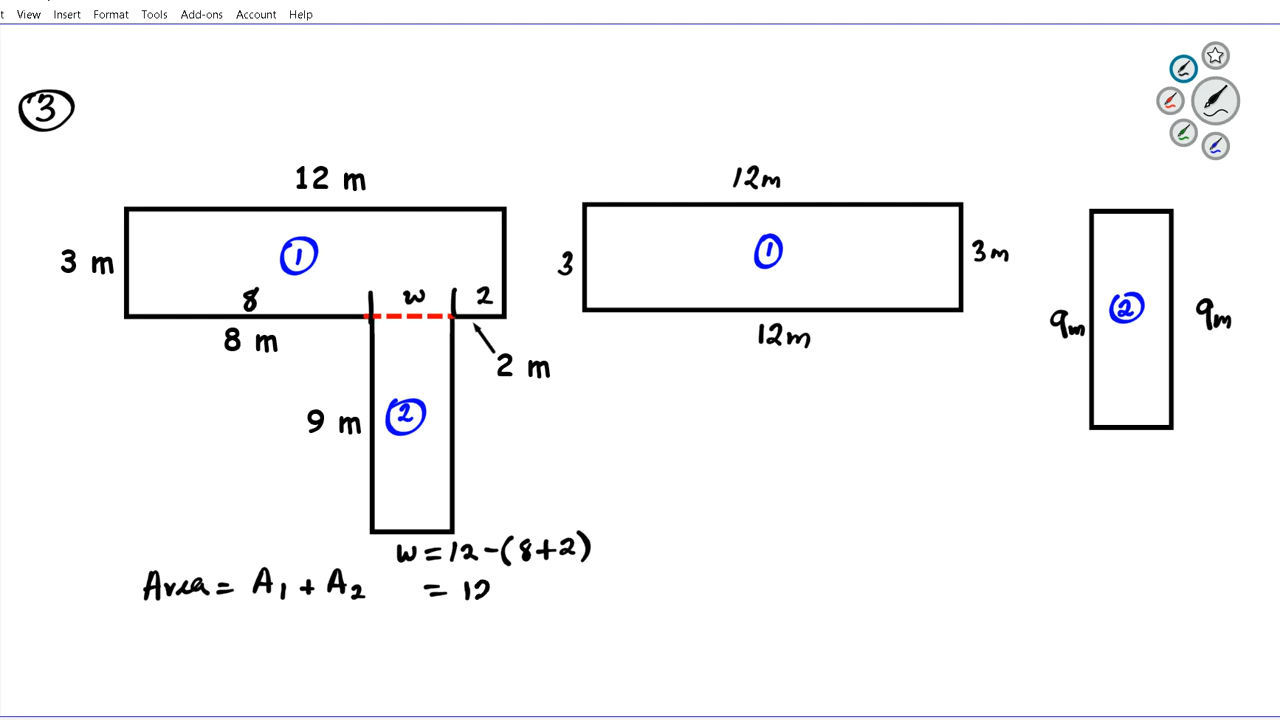 t View Insert Format Tools Add-ons Account Help
3
12 m
3 m
1
8 w 2
8 m
2 m
9 m
2
12m
3
1
3m
12m
9m
2
9m
w = 12 - (8+2)
Area = A1 + A2
= 12